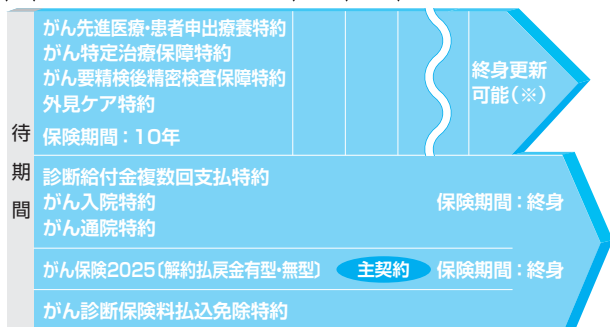 待期間
がん先進医療・患者申出療養特約
がん特定治療保障特約
がん要精検後精密検査保障特約
外見ケア特約
保険期間：10年
終身更新
可能（※）
診断給付金複数回支払特約
がん入院特約
がん通院特約
保険期間：終身
がん保険2025〔解約払戻金有型・無型〕 主契約 保険期間：終身
がん診断保険料払込免除特約